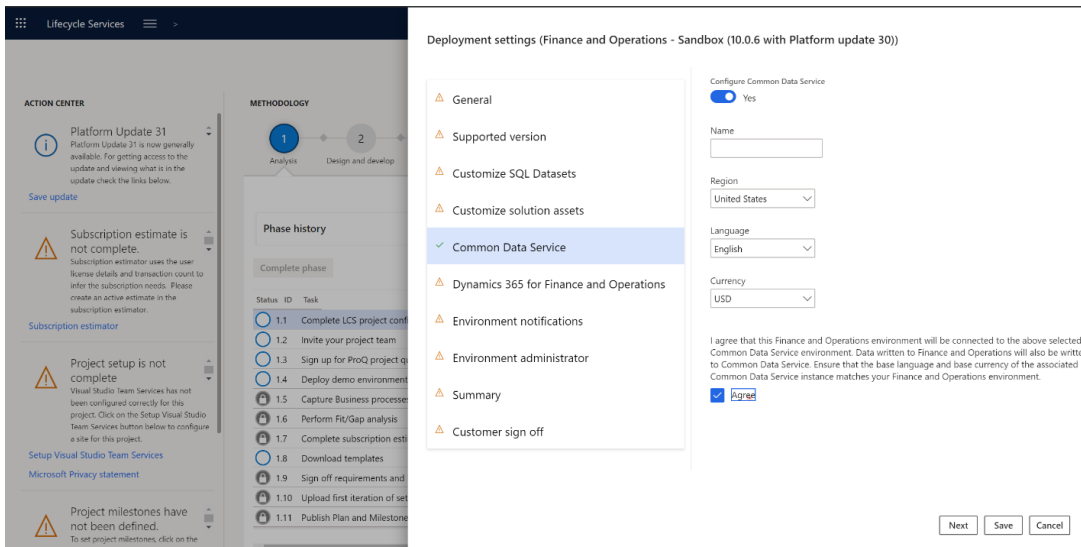 Lifecycle Services
>
Deployment settings (Finance and Operations - Sandbox (10.0.6 with Platform update 30))
ACTION CENTER
Platform Update 31
Platform Update 31 is now generally
available. For getting access to the
update and viewing what is in the
update check the links below.
Save update
Subscription estimate is
not complete.
Subscription estimator uses the user
license details and transaction count to
infer the subscription needs. Please
create an active estimate in the
subscription estimator.
Subscription estimator
Project setup is not
complete
Visual Studio Team Services has not
been configured correctly for this
project. Click on the Setup Visual Studio
Team Services button below to configure
a site for this project.
Setup Visual Studio Team Services
Microsoft Privacy statement
Project milestones have
not been defined.
To set project milestones, click on the
METHODOLOGY
1
2
Analysis
Design and develop
Phase history
Complete phase
Status ID Task
1.1 Complete LCS project confi
1.2 Invite your project team
1.3 Sign up for ProQ project qu
1.4 Deploy demo environment
1.5 Capture Business processes
1.6 Perform Fit/Gap analysis
1.7 Complete subscription esti
1.8 Download templates
1.9 Sign off requirements and
1.10 Upload first iteration of set
1.11 Publish Plan and Milestone
General
Supported version
Customize SQL Datasets
Customize solution assets
Common Data Service
Dynamics 365 for Finance and Operations
Environment notifications
Environment administrator
Summary
Customer sign off
Configure Common Data Service
Yes
Name
Region
United States
Language
English
Currency
USD
I agree that this Finance and Operations environment will be connected to the above selected
Common Data Service environment. Data written to Finance and Operations will also be writte
to Common Data Service. Ensure that the base language and base currency of the associated
Common Data Service instance matches your Finance and Operations environment.
Agree
Next
Save
Cancel